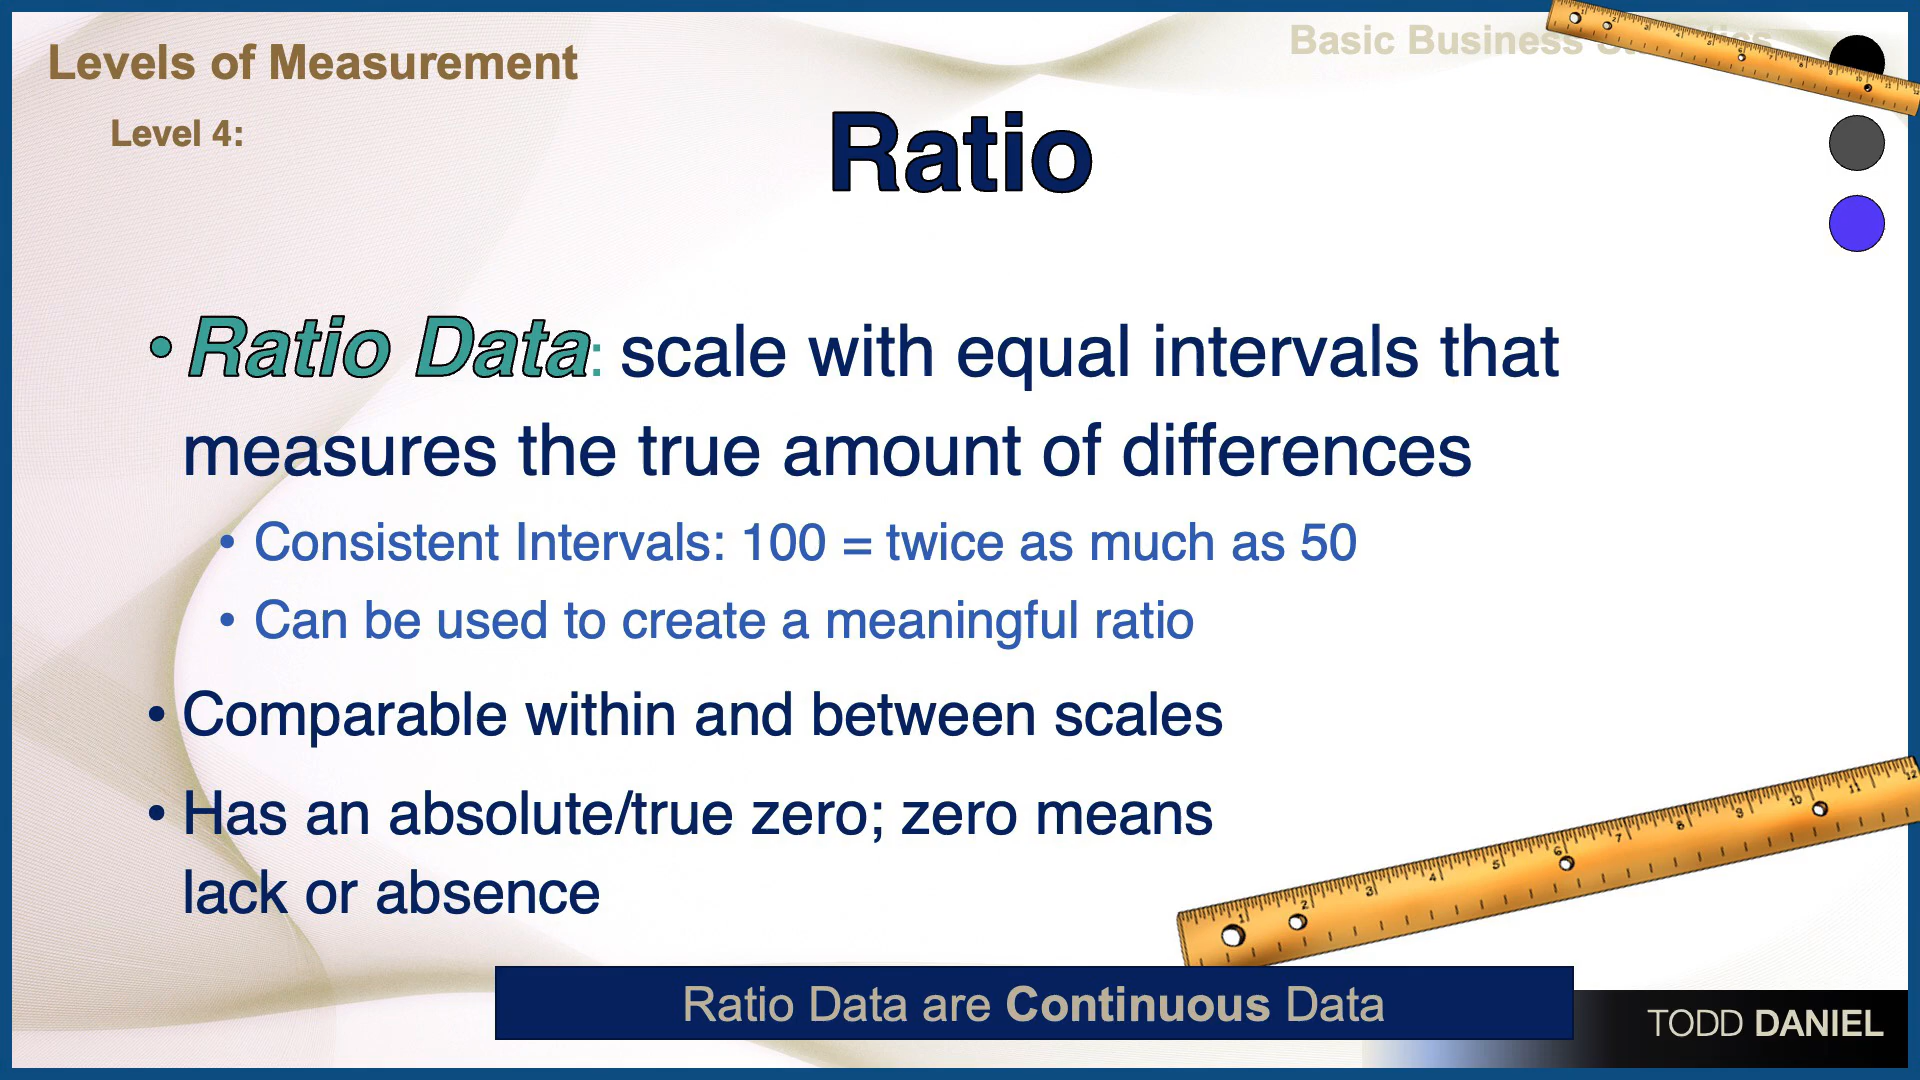 Levels of Measurement
Basic Business
Level 4:
Ratio
• Ratio Data: scale with equal intervals that
measures the true amount of differences
• Consistent Intervals: 100 = twice as much as 50
• Can be used to create a meaningful ratio
• Comparable within and between scales
• Has an absolute/true zero; zero means
lack or absence
Ratio Data are Continuous Data
TODD DANIEL